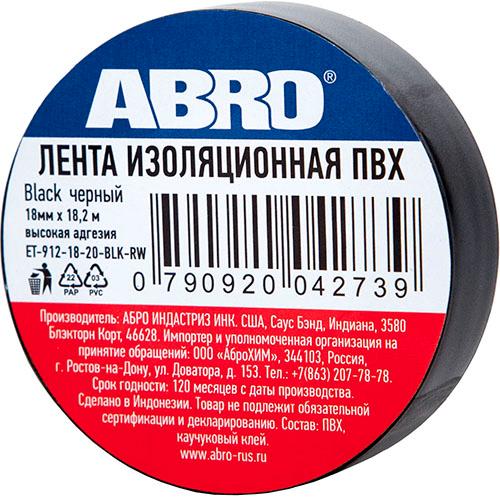 ABRO®
ЛЕНТА ИЗОЛЯЦИОННАЯ ПВХ
Black черный
18мм x 18,2 м
высокая адгезия
ET-912-18-20-BLK-RW
22
PAP
03
PVC
0 790920 042739
Производитель: АБРО ИНДАСТРИЗ ИНК. США, Саус Бэнд, Индиана, 3580
Блэкторн Корт, 46628. Импортер и уполномоченная организация на
принятие обращений: ООО «АброХИМ», 344103, Россия,
г. Ростов-на-Дону, ул. Доватора, д. 153. Тел.:+7(863) 207-78-78.
Срок годности: 120 месяцев с даты производства.
Сделано в Индонезии. Товар не подлежит обязательной
сертификации и декларированию. Состав: ПВХ,
каучуковый клей.
www.abro-rus.ru